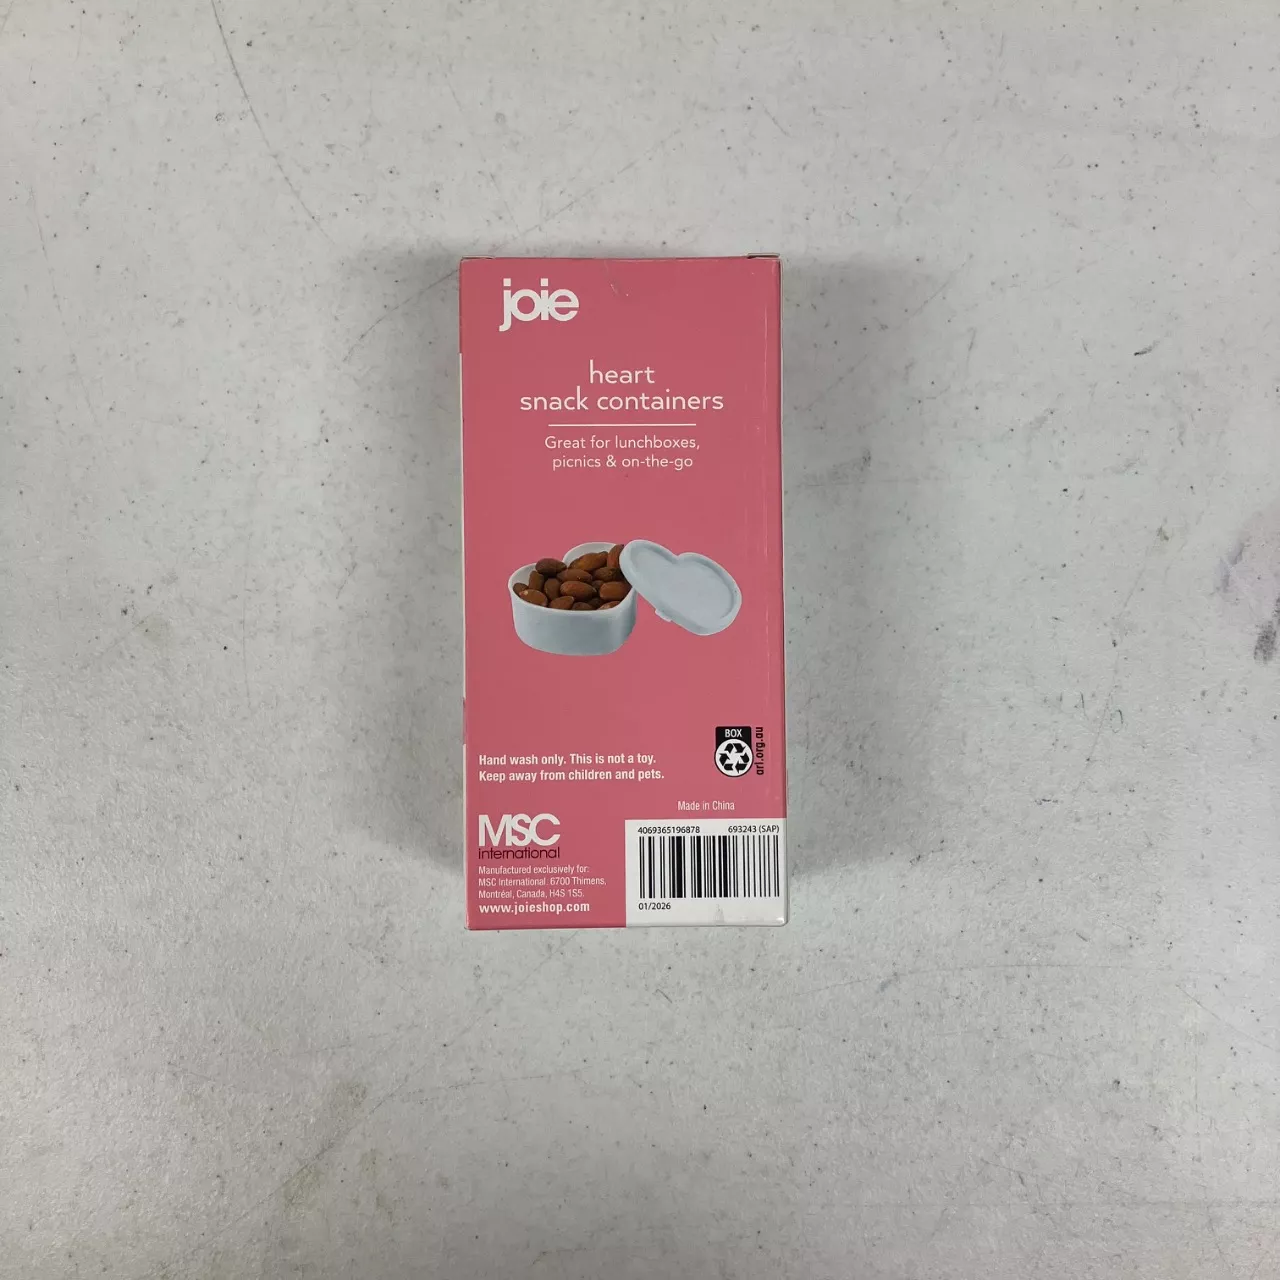 joie
heart
snack containers
Great for lunchboxes,
picnics & on-the-go
BOX
arl.org.au
Hand wash only. This is not a toy.
Keep away from children and pets.
Made in China
MSC
international
Manufactured exclusively for:
MSC International, 6700 Thimens,
Montréal, Canada, H4S 1S5.
www.joieshop.com
4069365196878 693243 (SAP)
01/2026